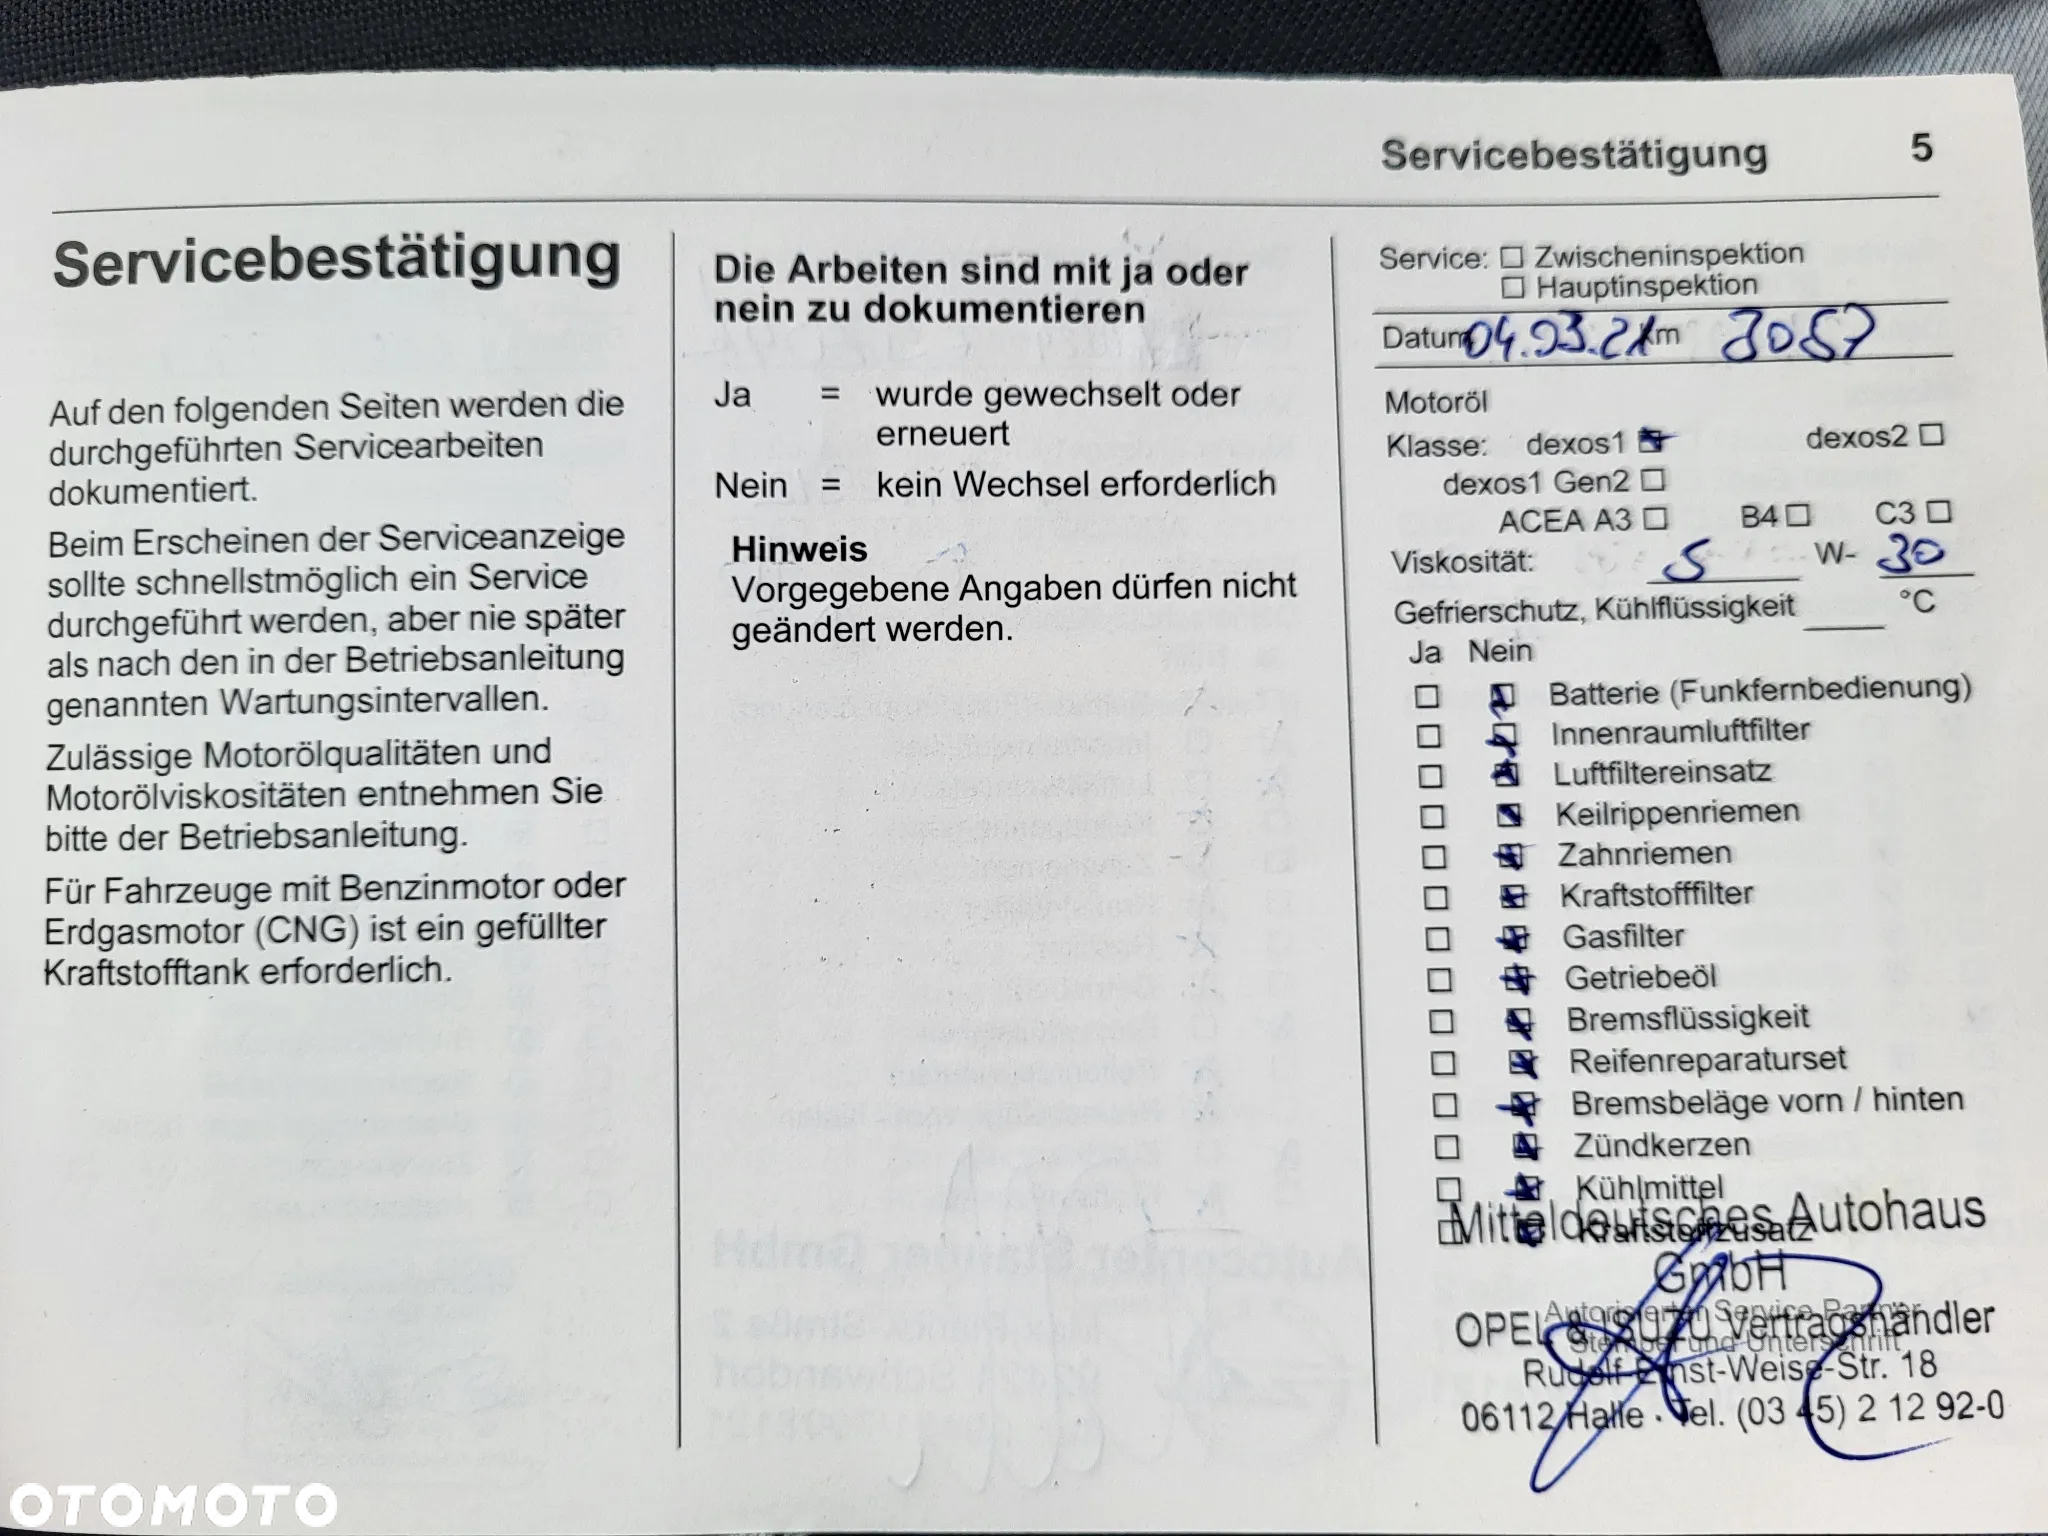 Servicebestätigung 5
Servicebestätigung
Auf den folgenden Seiten werden die
durchgeführten Servicearbeiten
dokumentiert.
Beim Erscheinen der Serviceanzeige
sollte schnellstmöglich ein Service
durchgeführt werden, aber nie später
als nach den in der Betriebsanleitung
genannten Wartungsintervallen.
Zulässige Motorölqualitäten und
Motorölviskositäten entnehmen Sie
bitte der Betriebsanleitung.
Für Fahrzeuge mit Benzinmotor oder
Erdgasmotor (CNG) ist ein gefüllter
Kraftstofftank erforderlich.
Die Arbeiten sind mit ja oder
nein zu dokumentieren
Ja = wurde gewechselt oder
erneuert
Nein = kein Wechsel erforderlich
Hinweis
Vorgegebene Angaben dürfen nicht
geändert werden.
Service: Zwischeninspektion
Hauptinspektion
Datum 04.03.21 km 3057
Motoröl
Klasse: dexos1 dexos2
dexos1 Gen2
ACEA A3 B4 C3
Viskosität: 5 W- 30
Gefrierschutz, Kühlflüssigkeit °C
Ja Nein
Batterie (Funkfernbedienung)
Innenraumluftfilter
Luftfiltereinsatz
Keilrippenriemen
Zahnriemen
Kraftstofffilter
Gasfilter
Getriebeöl
Bremsflüssigkeit
Reifenreparaturset
Bremsbeläge vorn / hinten
Zündkerzen
Kühlmittel
Kraftstoffzusatz
Mitteldeutsches Autohaus
GmbH
Autorisierter Service Partner
OPEL & ISUZU Vertragshändler
Stempel und Unterschrift
Rudolf-Ernst-Weise-Str. 18
06112 Halle · Tel. (03 45) 2 12 92-0
OTOMOTO